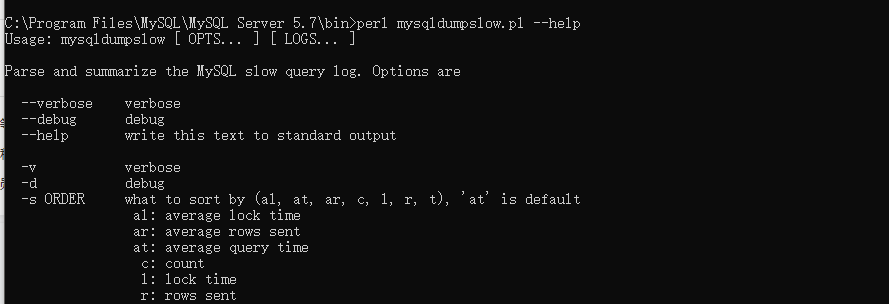 C:\Program Files\MySQL\MySQL Server 5.7\bin>perl mysqldumpslow.pl --help
Usage: mysqldumpslow [ OPTS... ] [ LOGS... ]
Parse and summarize the MySQL slow query log. Options are
--verbose    verbose
--debug      debug
--help       write this text to standard output
-v           verbose
-d           debug
-s ORDER     what to sort by (al, at, ar, c, l, r, t), 'at' is default
al: average lock time
ar: average rows sent
at: average query time
c: count
l: lock time
r: rows sent